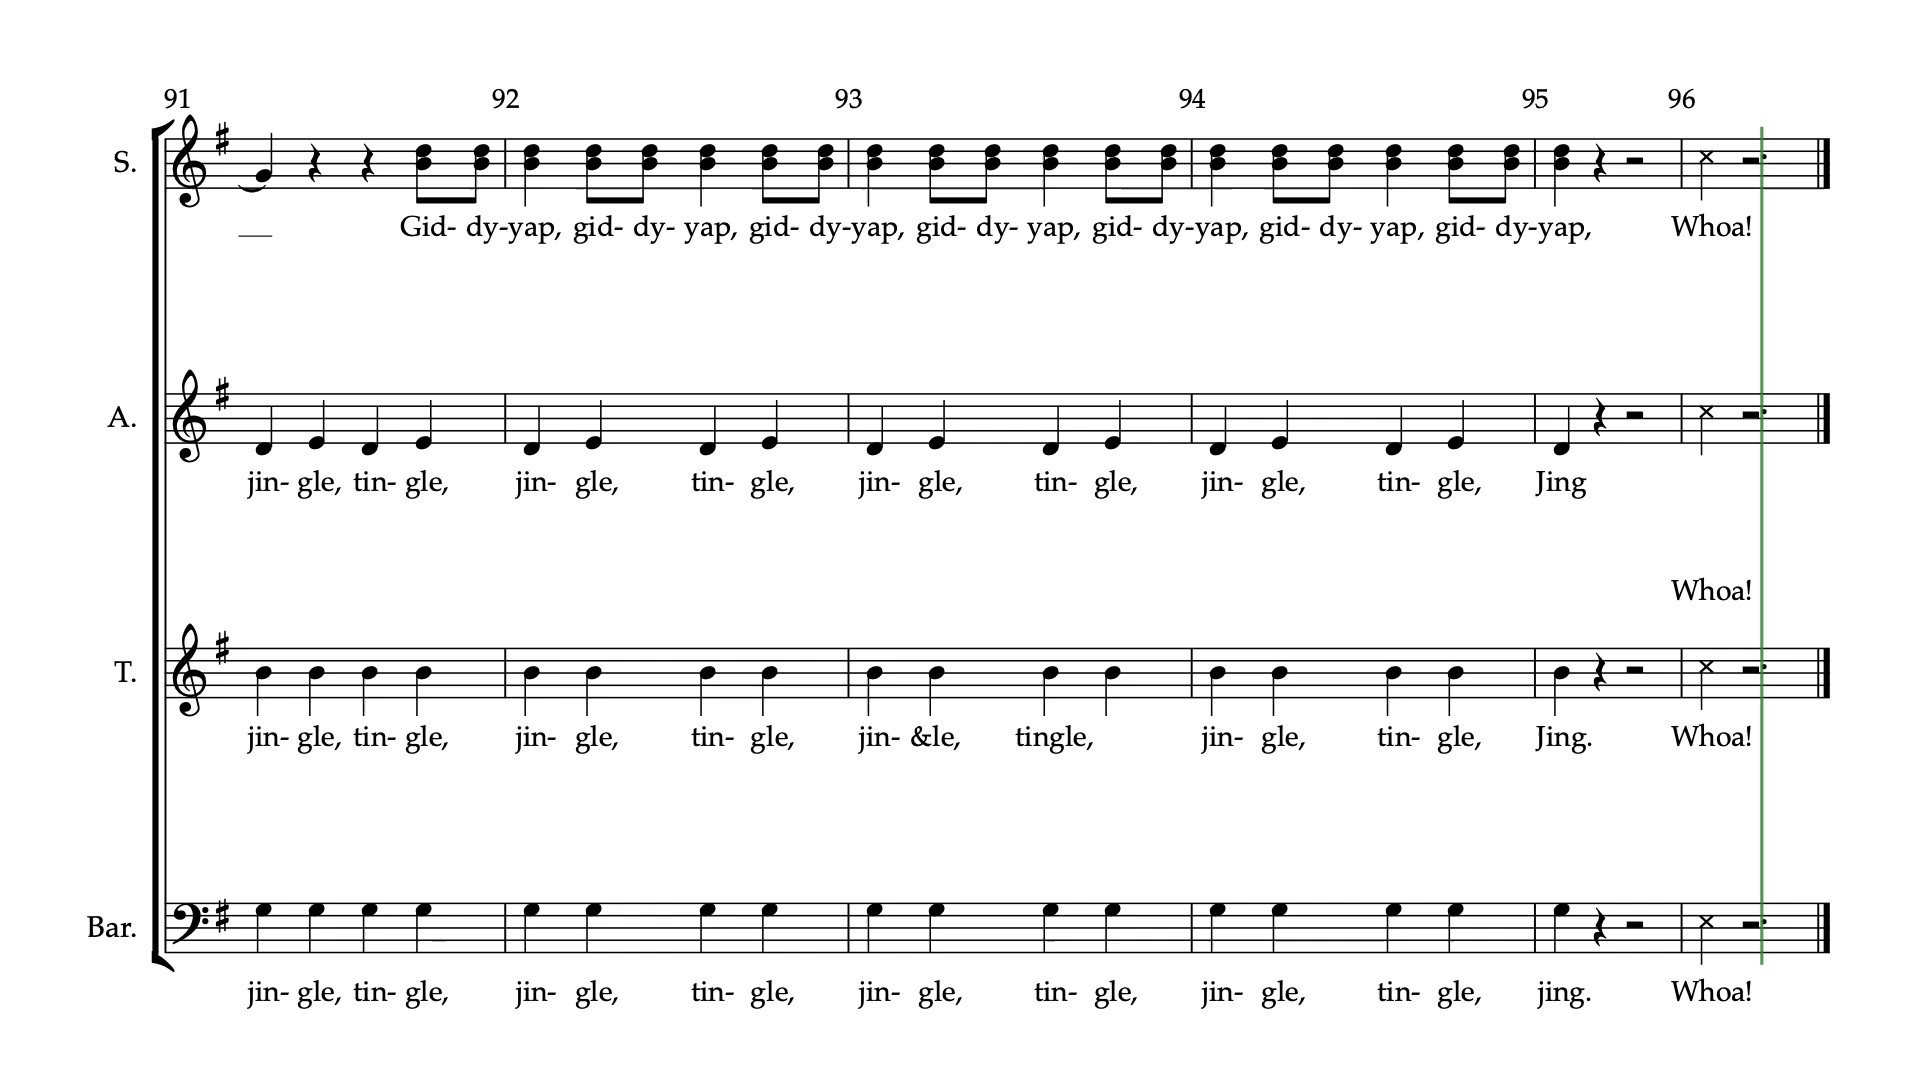 91 92 93 94 95 96
S.
__ Gid- dy-yap, gid- dy- yap, gid- dy-yap, gid- dy- yap, gid- dy-yap, gid- dy- yap, gid- dy-yap, Whoa!
A.
jin- gle, tin- gle, jin- gle, tin- gle, jin- gle, tin- gle, jin- gle, tin- gle, Jing
Whoa!
T.
jin- gle, tin- gle, jin- gle, tin- gle, jin- &le, tingle, jin- gle, tin- gle, Jing. Whoa!
Bar.
jin- gle, tin- gle, jin- gle, tin- gle, jin- gle, tin- gle, jin- gle, tin- gle, jing. Whoa!